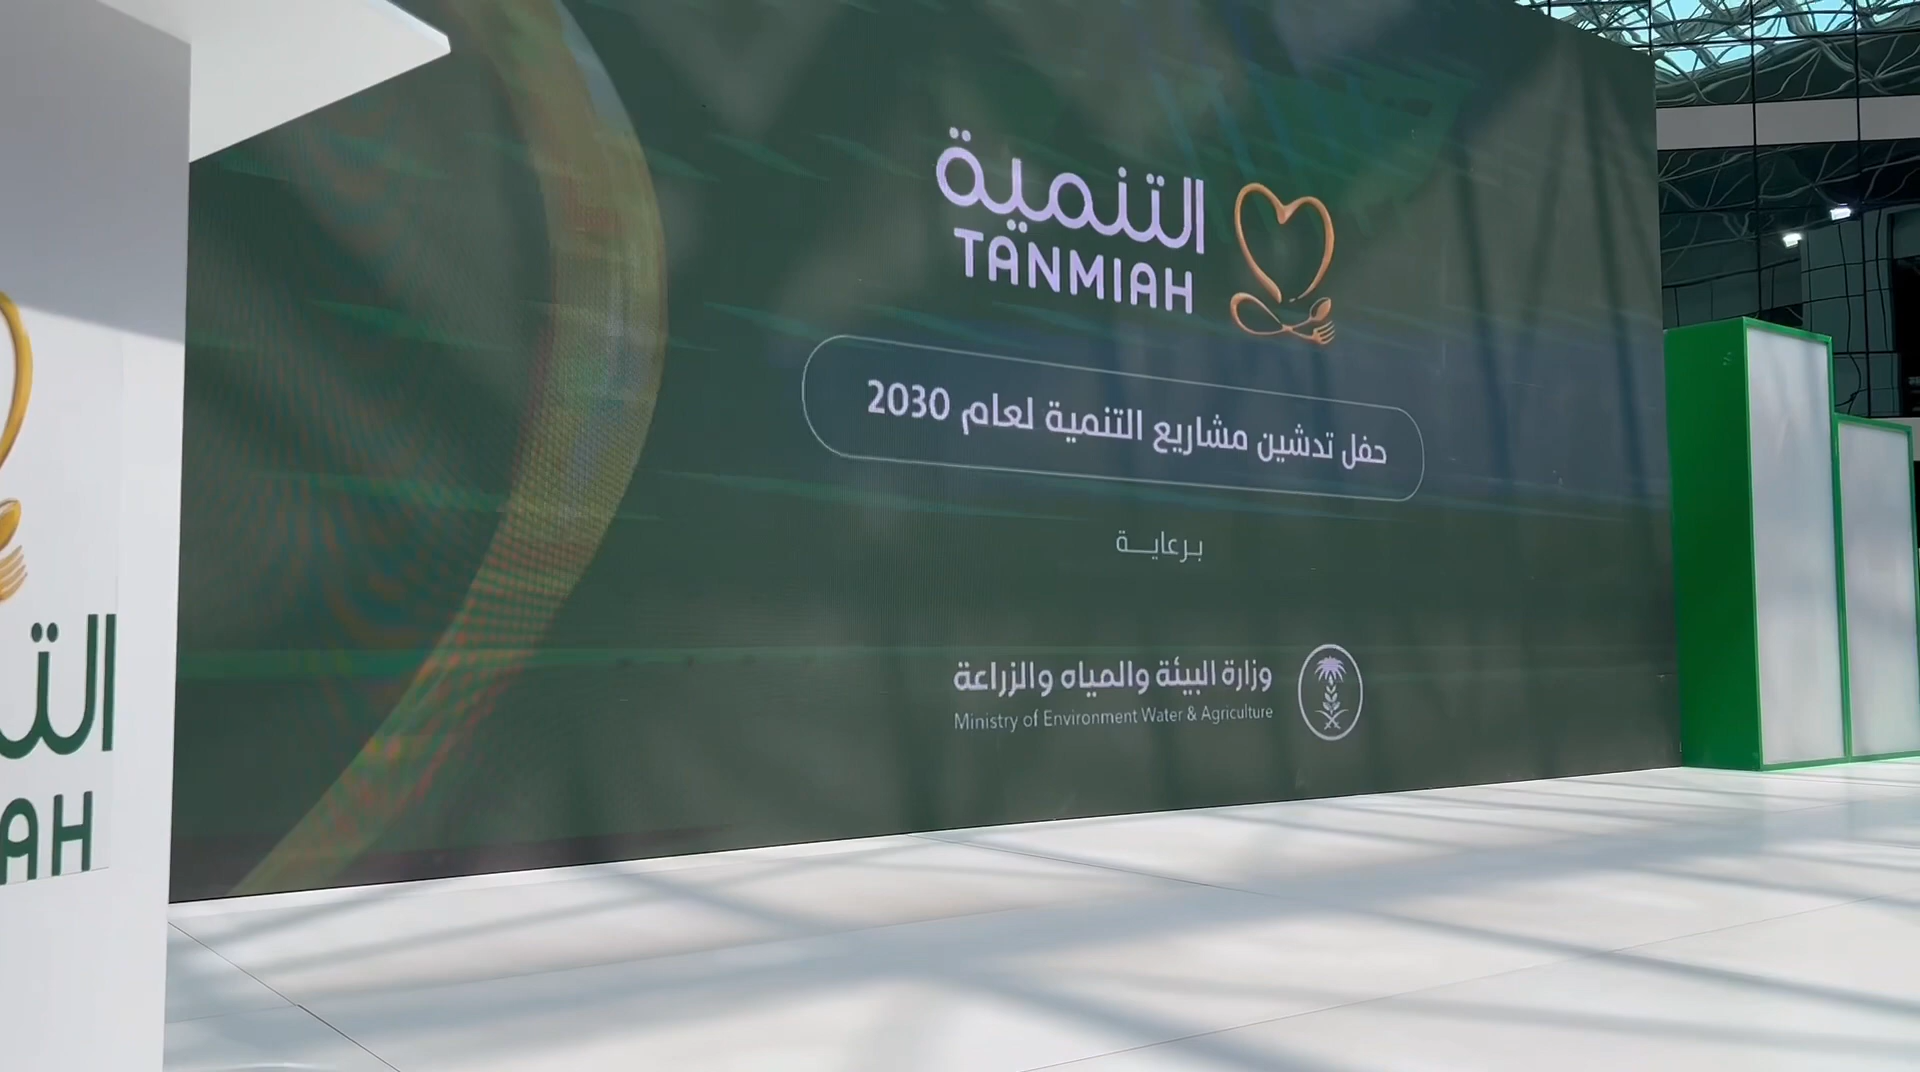 التنمية
TANMIAH
حفل تدشين مشاريع التنمية لعام 2030
برعايـــة
وزارة البيئة والمياه والزراعة
Ministry of Environment Water & Agriculture
الت
AH